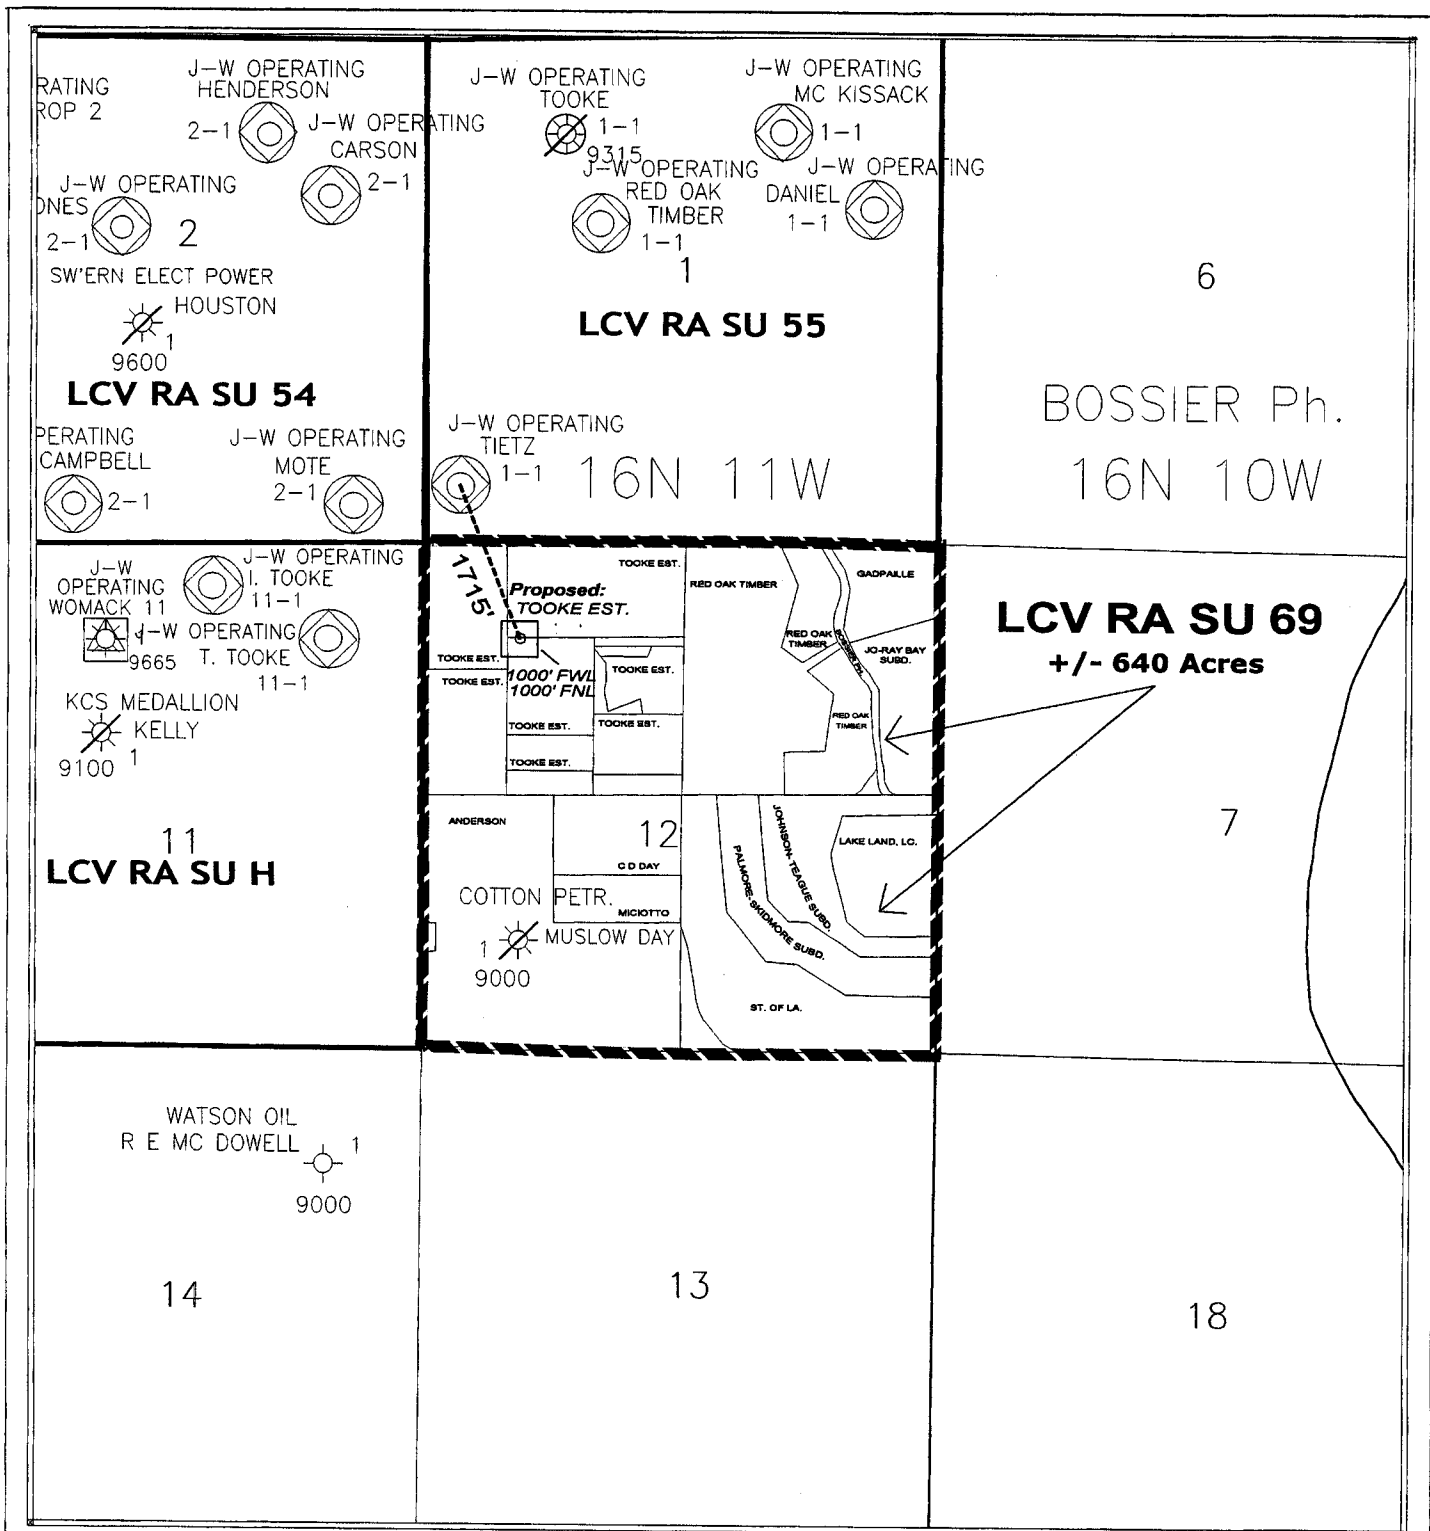 RATING
ROP 2
J-W OPERATING
HENDERSON
2-1
J-W OPERATING
CARSON
2-1
J-W OPERATING
ONES
2-1
2
SW'ERN ELECT POWER
HOUSTON
1
9600
LCV RA SU 54
PERATING
CAMPBELL
2-1
J-W OPERATING
MOTE
2-1
J-W OPERATING
TOOKE
1-1
9315
J-W OPERATING
MC KISSACK
1-1
J-W OPERATING
RED OAK
TIMBER
1-1
J-W OPERATING
DANIEL
1-1
1
LCV RA SU 55
J-W OPERATING
TIETZ
1-1
16N 11W
6
BOSSIER Ph.
16N 10W
J-W
OPERATING
WOMACK 11
9665
J-W OPERATING
I. TOOKE
11-1
J-W OPERATING
T. TOOKE
11-1
KCS MEDALLION
KELLY
1
9100
11
LCV RA SU H
1715'
Proposed:
TOOKE EST.
1000' FWL
1000' FNL
TOOKE EST.
TOOKE EST.
TOOKE EST.
TOOKE EST.
TOOKE EST.
TOOKE EST.
TOOKE EST.
RED OAK TIMBER
GADPAILLE
RED OAK
TIMBER
BOSSIER PH.
JO-RAY BAY
SUBD.
RED OAK
TIMBER
LCV RA SU 69
+/- 640 Acres
ANDERSON
12
C D DAY
MICIOTTO
COTTON PETR.
MUSLOW DAY
1
9000
PALMORE-SKIDMORE SUBD.
JOHNSON-TEAGUE SUBD.
LAKE LAND, LC.
ST. OF LA.
7
WATSON OIL
R E MC DOWELL
1
9000
14
13
18